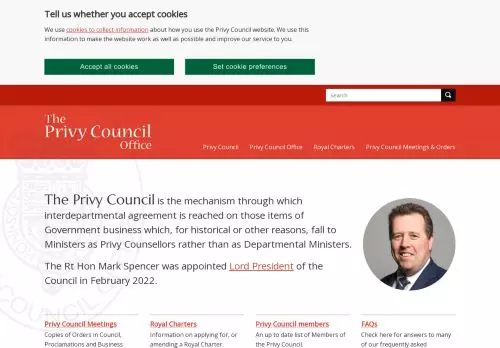 Tell us whether you accept cookies
We use cookies to collect information about how you use the Privy Council website. We use this
information to make the website work as well as possible and improve our service to you.
Accept all cookies
Set cookie preferences
Search
The
Privy Council
Office
Privy Council
Privy Council Office
Royal Charters
Privy Council Meetings & Orders
The Privy Council is the mechanism through which
interdepartmental agreement is reached on those items of
Government business which, for historical or other reasons, fall to
Ministers as Privy Counsellors rather than as Departmental Ministers.
The Rt Hon Mark Spencer was appointed Lord President of the
Council in February 2022.
Privy Council Meetings
Copies of Orders in Council,
Proclamations and Business
Royal Charters
Information on applying for, or
amending a Royal Charter.
Privy Council members
An up to date list of Members of
the Privy Council.
FAQs
Check here for answers to many
of our frequently asked